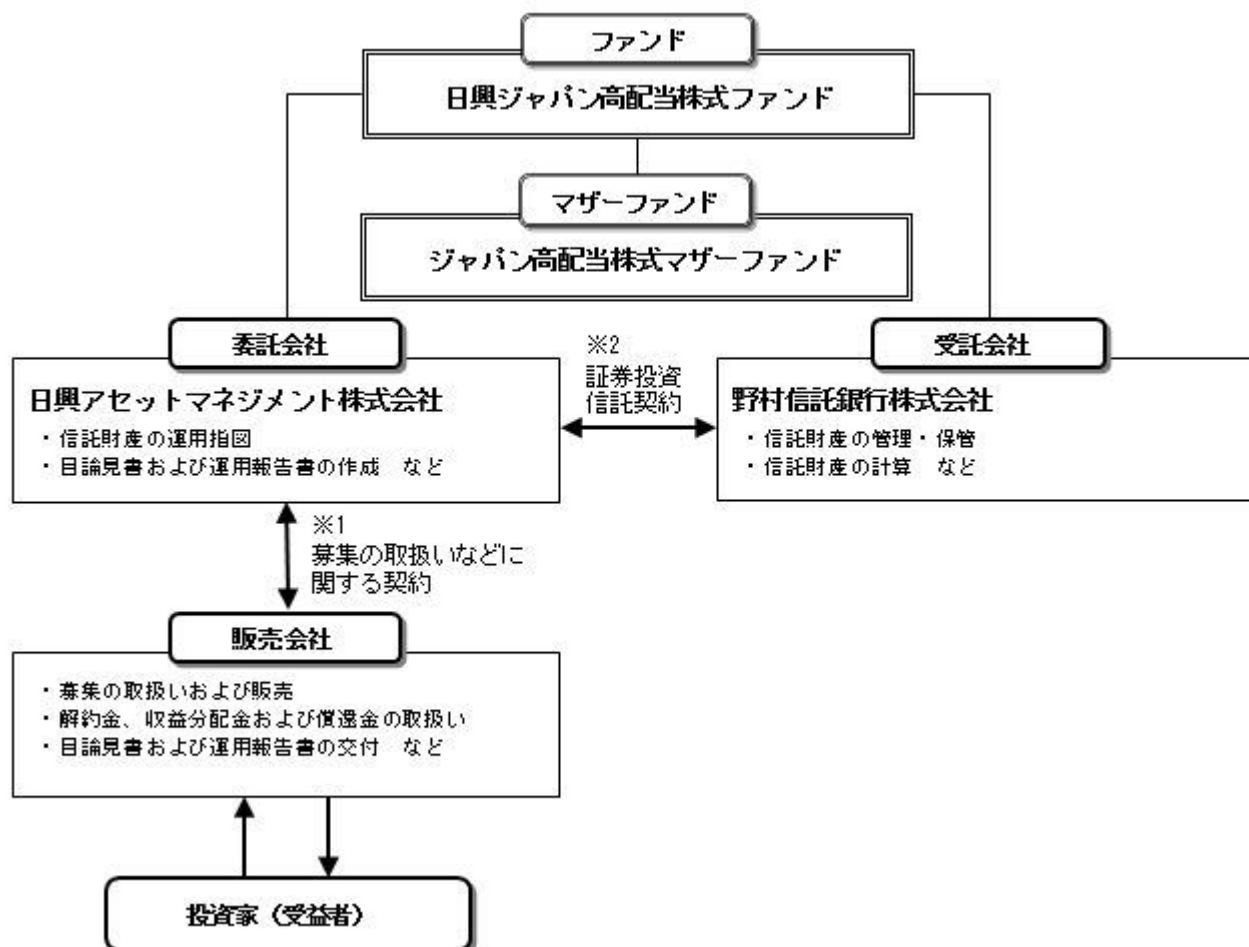 ファンド
日興ジャパン高配当株式ファンド
マザーファンド
ジャパン高配当株式マザーファンド
委託会社
日興アセットマネジメント株式会社
・信託財産の運用指図
・目論見書および運用報告書の作成　など
※2
証券投資
信託契約
受託会社
野村信託銀行株式会社
・信託財産の管理・保管
・信託財産の計算　など
※1
募集の取扱いなどに
関する契約
販売会社
・募集の取扱いおよび販売
・解約金、収益分配金および償還金の取扱い
・目論見書および運用報告書の交付　など
投資家（受益者）